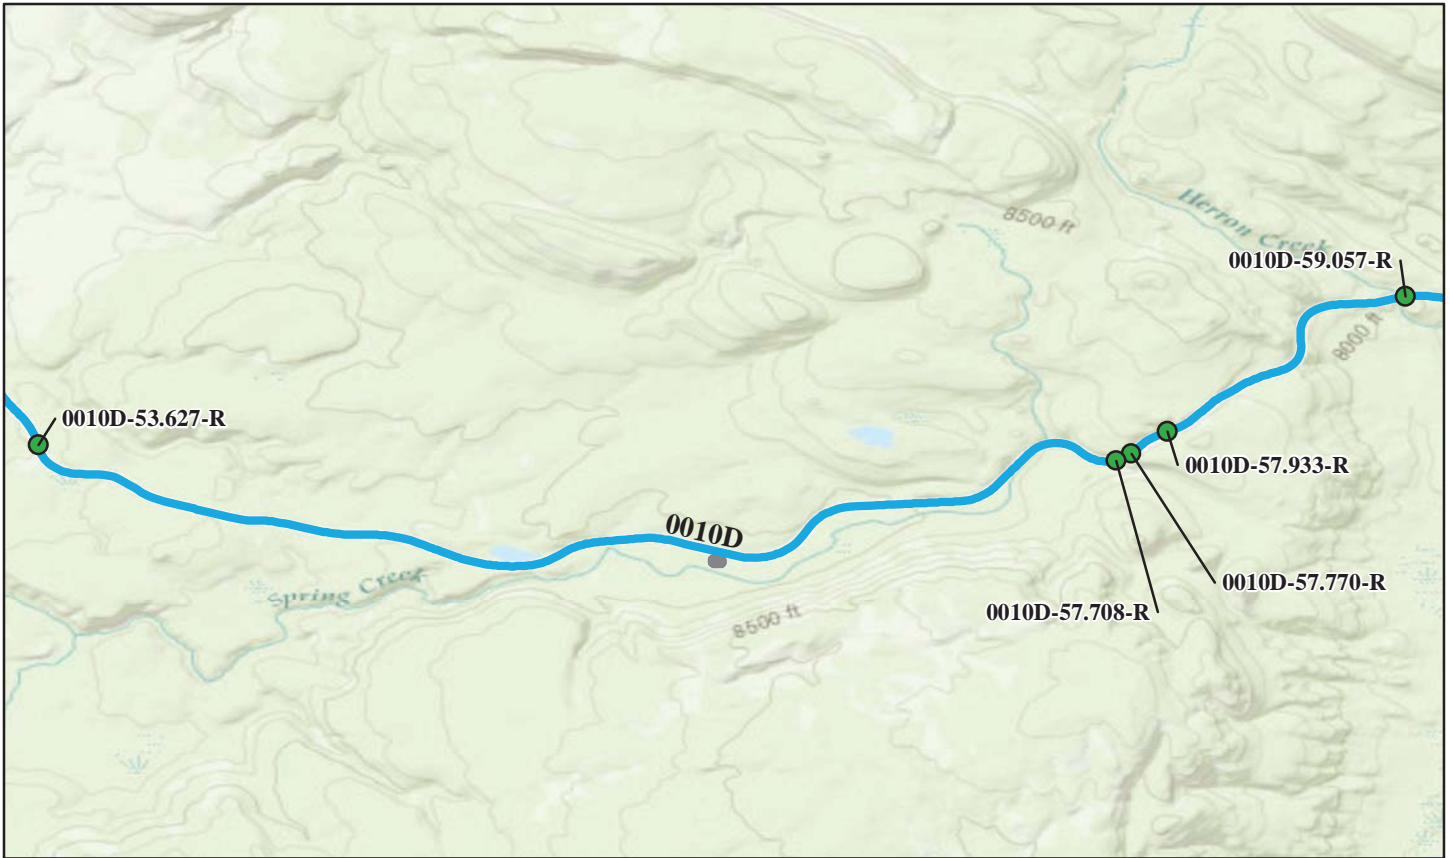 Herron Creek
8500 ft
0010D-59.057-R
8000 ft
0010D-53.627-R
0010D-57.933-R
0010D
Spring Creek
0010D-57.770-R
0010D-57.708-R
8500 ft